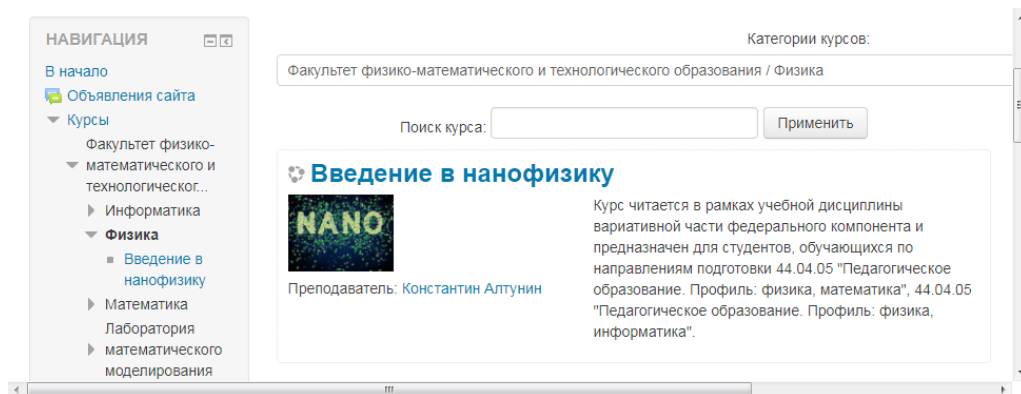 НАВИГАЦИЯ
В начало
Объявления сайта
Курсы
Факультет физико-
математического и
технологическог...
Информатика
Физика
Введение в
нанофизику
Математика
Лаборатория
математического
моделирования
Категории курсов:
Факультет физико-математического и технологического образования / Физика
Поиск курса:
Применить
Введение в нанофизику
NANO
Преподаватель: Константин Алтунин
Курс читается в рамках учебной дисциплины
вариативной части федерального компонента и
предназначен для студентов, обучающихся по
направлениям подготовки 44.04.05 "Педагогическое
образование. Профиль: физика, математика", 44.04.05
"Педагогическое образование. Профиль: физика,
информатика".